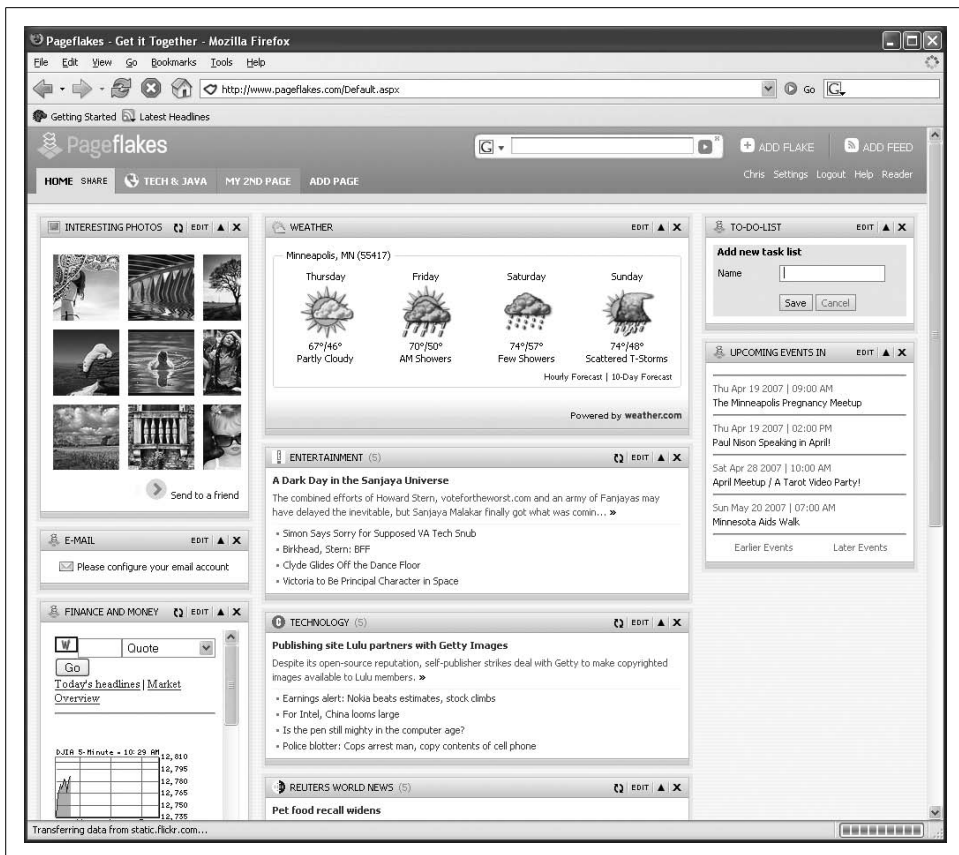 Pageflakes - Get it Together - Mozilla Firefox
File Edit View Go Bookmarks Tools Help
http://www.pageflakes.com/Default.aspx
Go
G
Getting Started Latest Headlines
Pageflakes
G
ADD FLAKE
ADD FEED
HOME SHARE TECH & JAVA MY 2ND PAGE ADD PAGE
Chris Settings Logout Help Reader
INTERESTING PHOTOS EDIT
Send to a friend
E-MAIL EDIT
Please configure your email account
FINANCE AND MONEY EDIT
W Quote
Go
Today's headlines | Market
Overview
DJIA 5-Minute - 10:29 AM
12,810
12,795
12,780
12,765
12,750
12,735
WEATHER EDIT
Minneapolis, MN (55417)
Thursday Friday Saturday Sunday
67°/46° 70°/50° 74°/57° 74°/48°
Partly Cloudy AM Showers Few Showers Scattered T-Storms
Hourly Forecast | 10-Day Forecast
Powered by weather.com
ENTERTAINMENT (5) EDIT
A Dark Day in the Sanjaya Universe
The combined efforts of Howard Stern, votefortheworst.com and an army of Fanjayas may
have delayed the inevitable, but Sanjaya Malakar finally got what was comin... »
Simon Says Sorry for Supposed VA Tech Snub
Birkhead, Stern: BFF
Clyde Glides Off the Dance Floor
Victoria to Be Principal Character in Space
TECHNOLOGY (5) EDIT
Publishing site Lulu partners with Getty Images
Despite its open-source reputation, self-publisher strikes deal with Getty to make copyrighted
images available to Lulu members. »
Earnings alert: Nokia beats estimates, stock climbs
For Intel, China looms large
Is the pen still mighty in the computer age?
Police blotter: Cops arrest man, copy contents of cell phone
REUTERS WORLD NEWS (5) EDIT
Pet food recall widens
TO-DO-LIST EDIT
Add new task list
Name
Save Cancel
UPCOMING EVENTS IN EDIT
Thu Apr 19 2007 | 09:00 AM
The Minneapolis Pregnancy Meetup
Thu Apr 19 2007 | 02:00 PM
Paul Nison Speaking in April!
Sat Apr 28 2007 | 10:00 AM
April Meetup / A Tarot Video Party!
Sun May 20 2007 | 07:00 AM
Minnesota Aids Walk
Earlier Events Later Events
Transferring data from static.flickr.com...